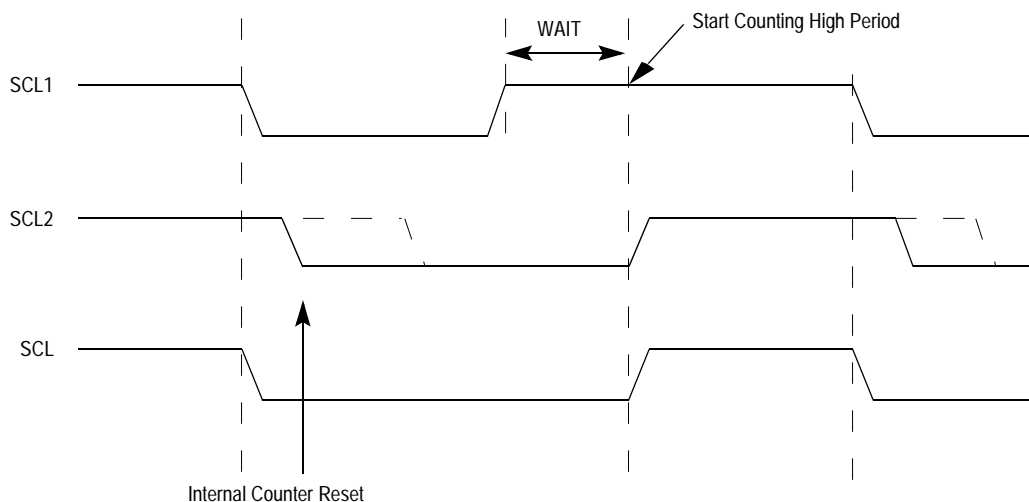 WAIT
Start Counting High Period
SCL1
SCL2
SCL
Internal Counter Reset